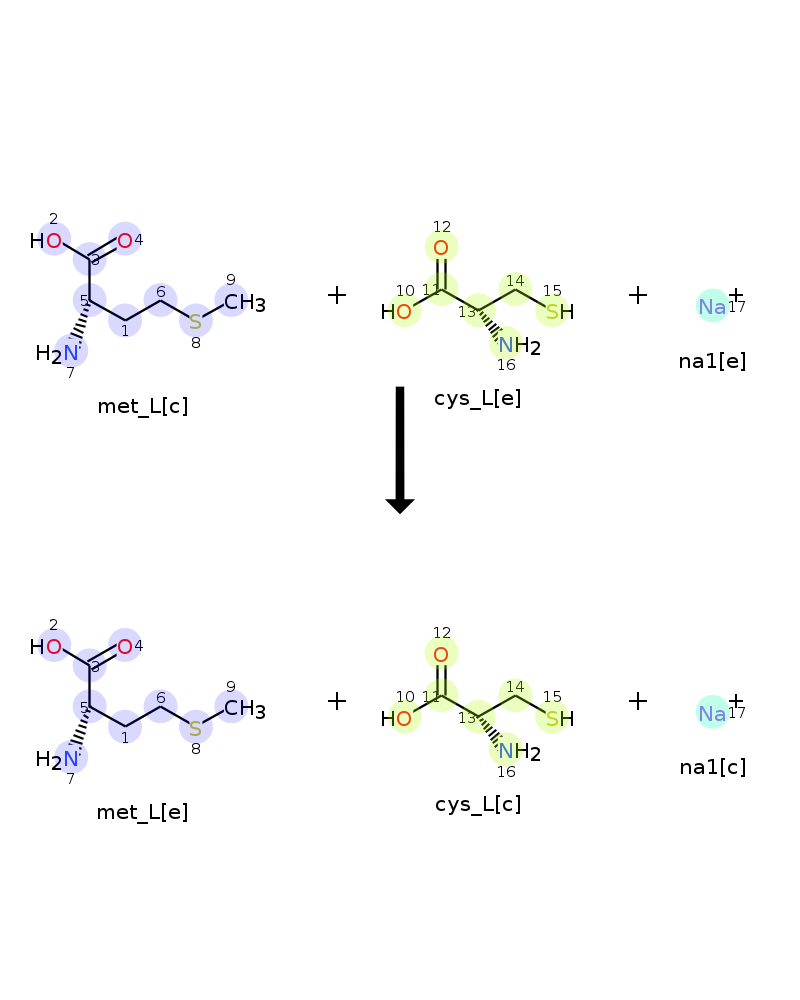 2 HO 3 O 4 5 1 6 S 8 9 CH3 H2N 7
+
12 O 10 HO 11 13 14 15 SH NH2 16
+
Na+ 17
met_L[c]
cys_L[e]
na1[e]
2 HO 3 O 4 5 1 6 S 8 9 CH3 H2N 7
+
12 O 10 HO 11 13 14 15 SH NH2 16
+
Na+ 17
met_L[e]
cys_L[c]
na1[c]